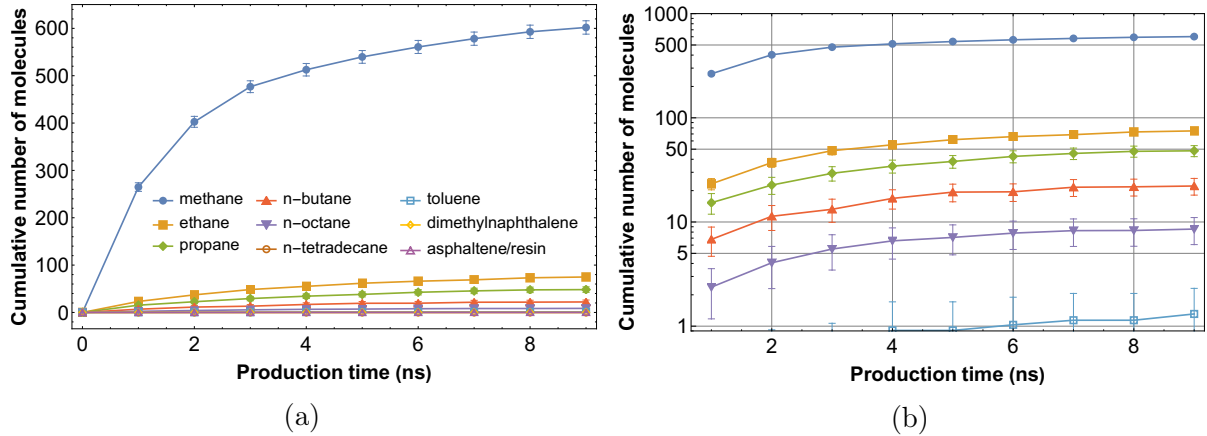 600
500
400
300
200
100
0
Cumulative number of molecules
methane
ethane
propane
n-butane
n-octane
n-tetradecane
toluene
dimethylnaphthalene
asphaltene/resin
0 2 4 6 8
Production time (ns)
(a)
1000
500
100
50
10
5
1
Cumulative number of molecules
2 4 6 8
Production time (ns)
(b)